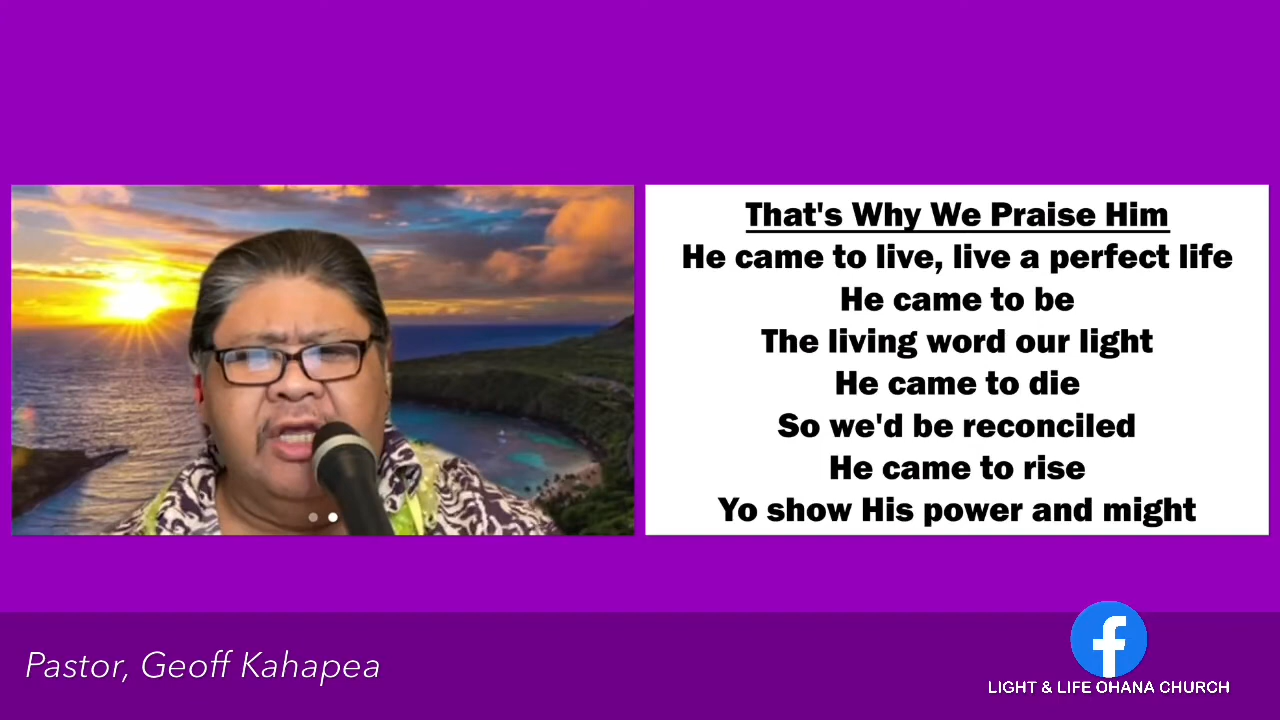 That's Why We Praise Him
He came to live, live a perfect life
He came to be
The living word our light
He came to die
So we'd be reconciled
He came to rise
Yo show His power and might
Pastor, Geoff Kahapea
LIGHT & LIFE OHANA CHURCH